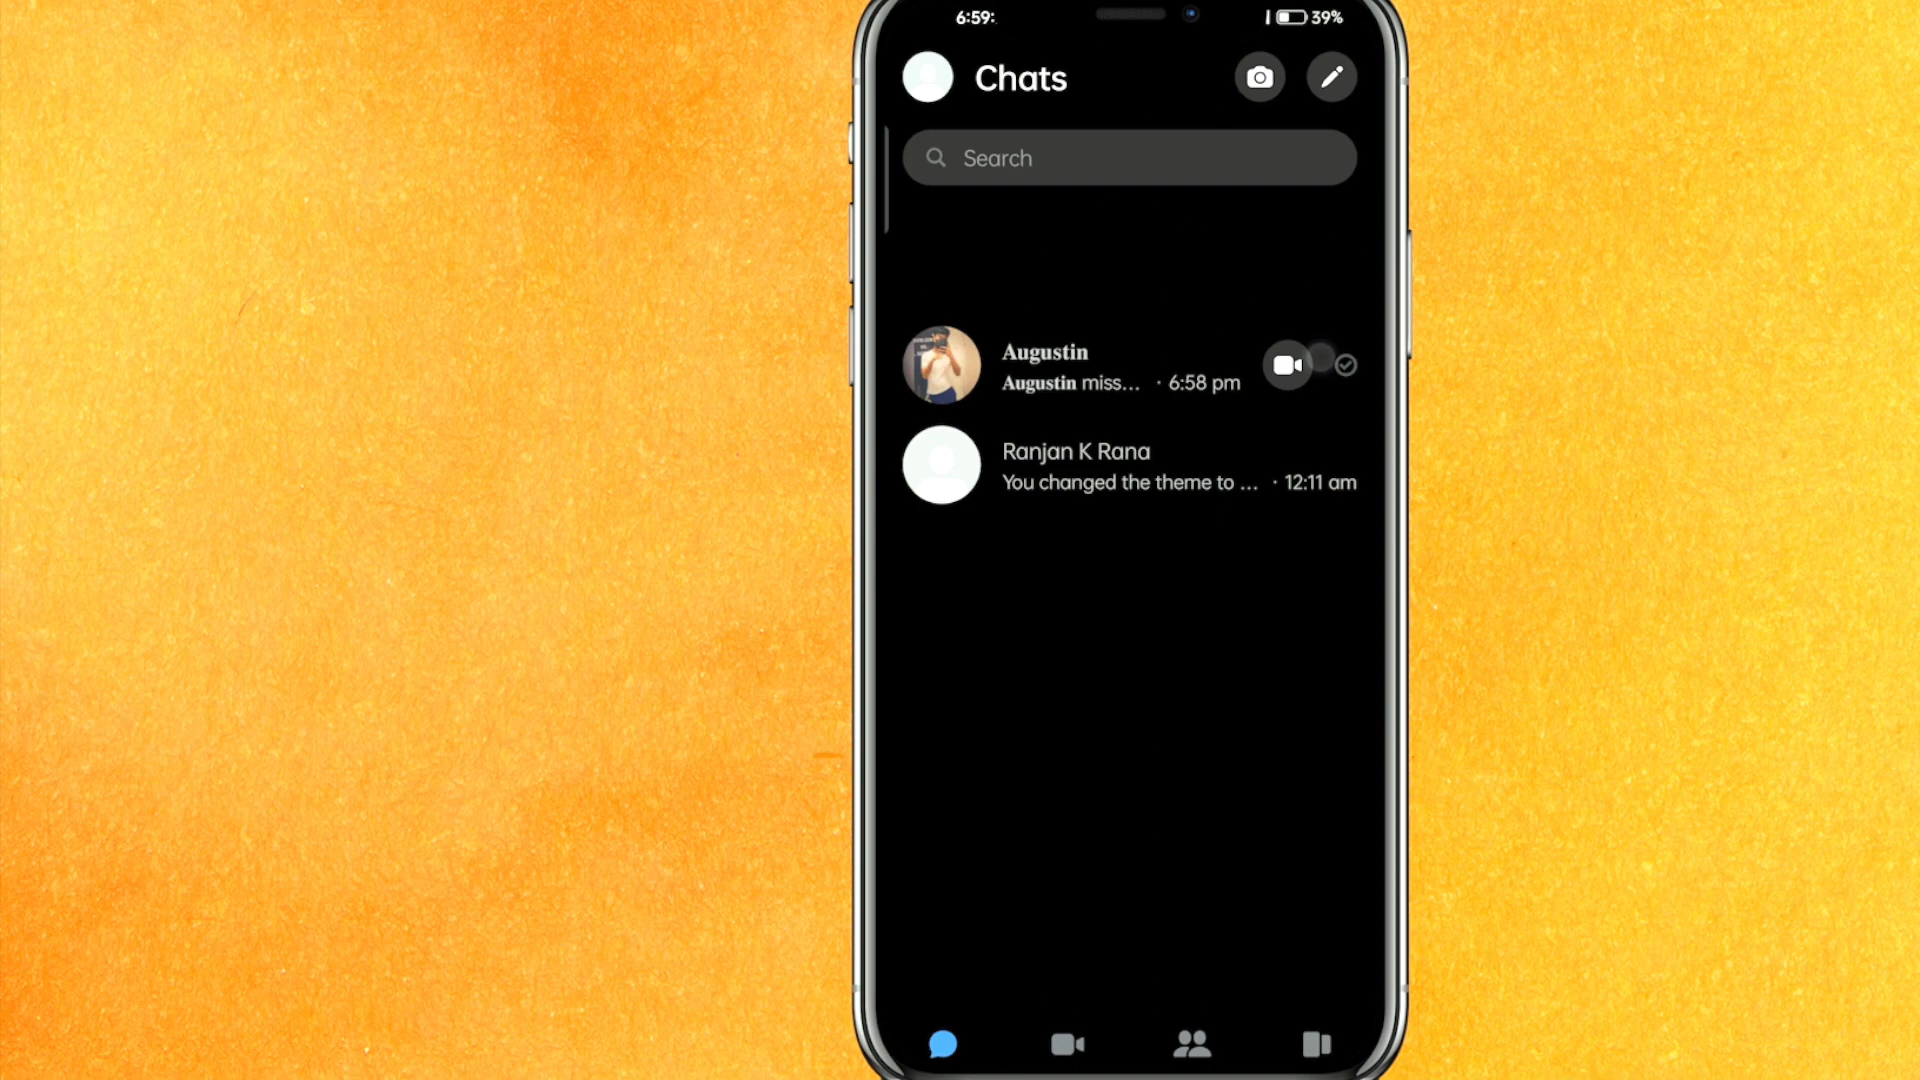 6:59:
39%
Chats
Search
Augustin
Augustin miss... · 6:58 pm
Ranjan K Rana
You changed the theme to ... · 12:11 am